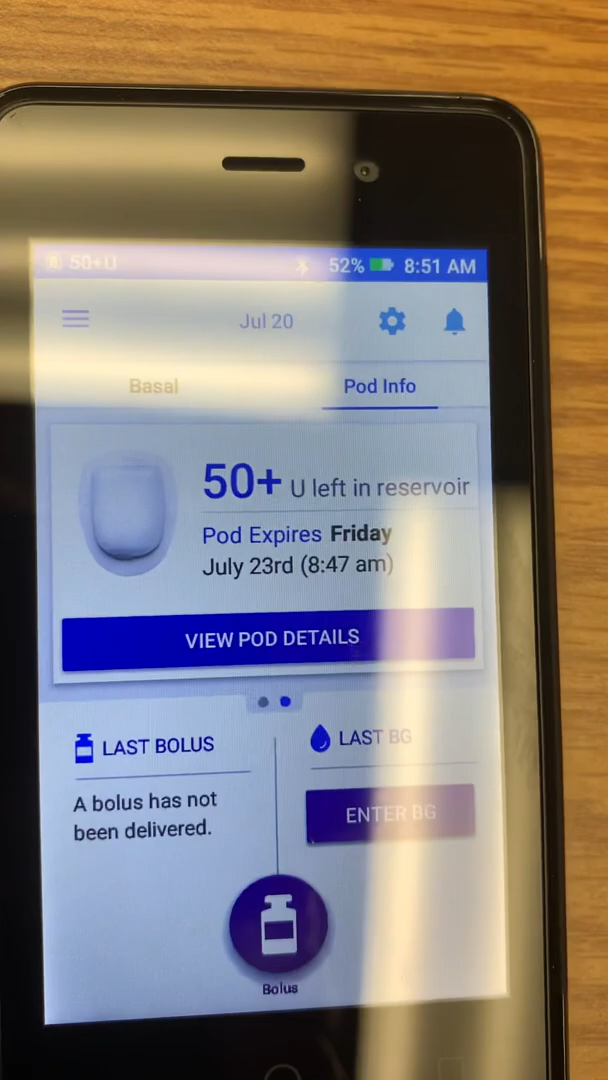 50+U 52% 8:51 AM
Jul 20
Basal Pod Info
50+ U left in reservoir
Pod Expires Friday
July 23rd (8:47 am)
VIEW POD DETAILS
LAST BOLUS
A bolus has not
been delivered.
LAST BG
ENTER BG
Bolus